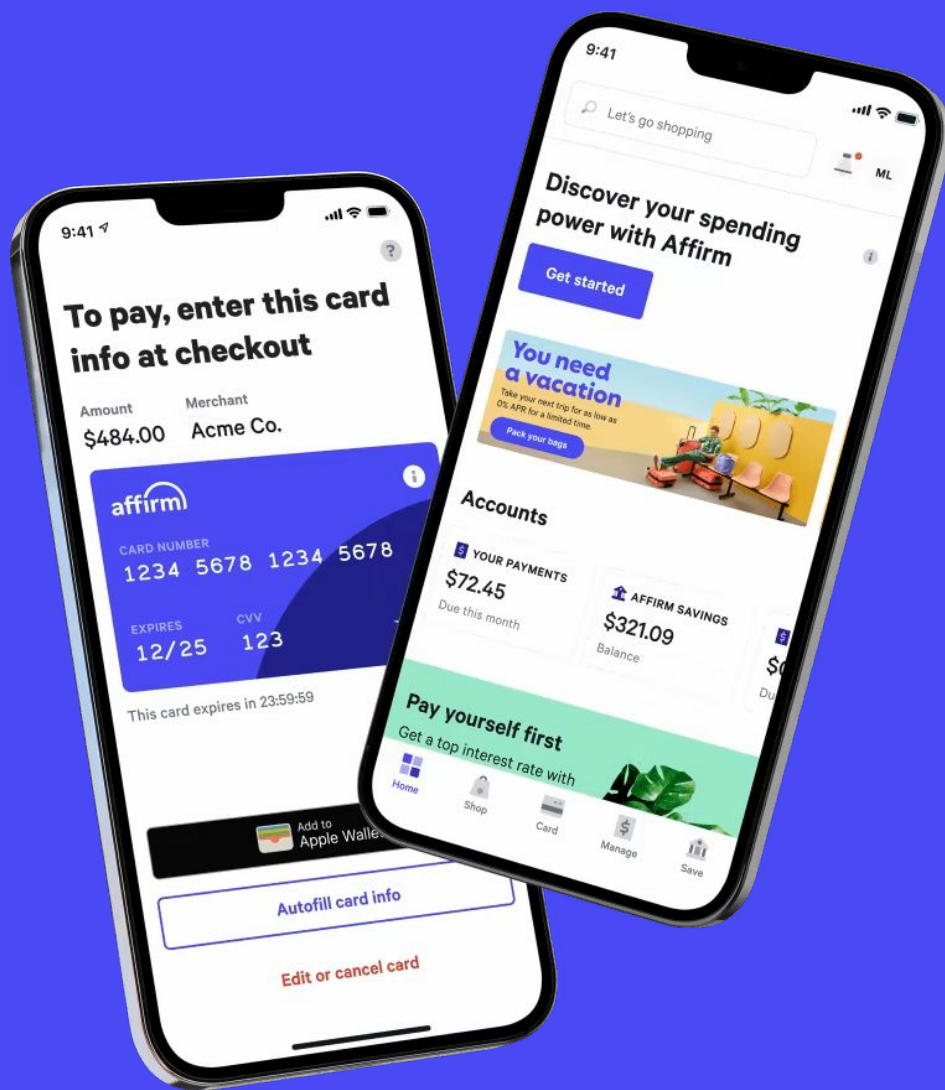 9:41
To pay, enter this card
info at checkout
Amount
Merchant
$484.00
Acme Co.
affirm
CARD NUMBER
1234 5678 1234 5678
EXPIRES
CVV
12/25
123
This card expires in 23:59:59
Add to
Apple Wallet
Autofill card info
Edit or cancel card
9:41
Let's go shopping
ML
Discover your spending
power with Affirm
Get started
You need
a vacation
Take your next trip for as low as
0% APR for a limited time.
Pack your bags
Accounts
YOUR PAYMENTS
$72.45
Due this month
AFFIRM SAVINGS
$321.09
Balance
Pay yourself first
Get a top interest rate with
Home
Shop
Card
Manage
Save